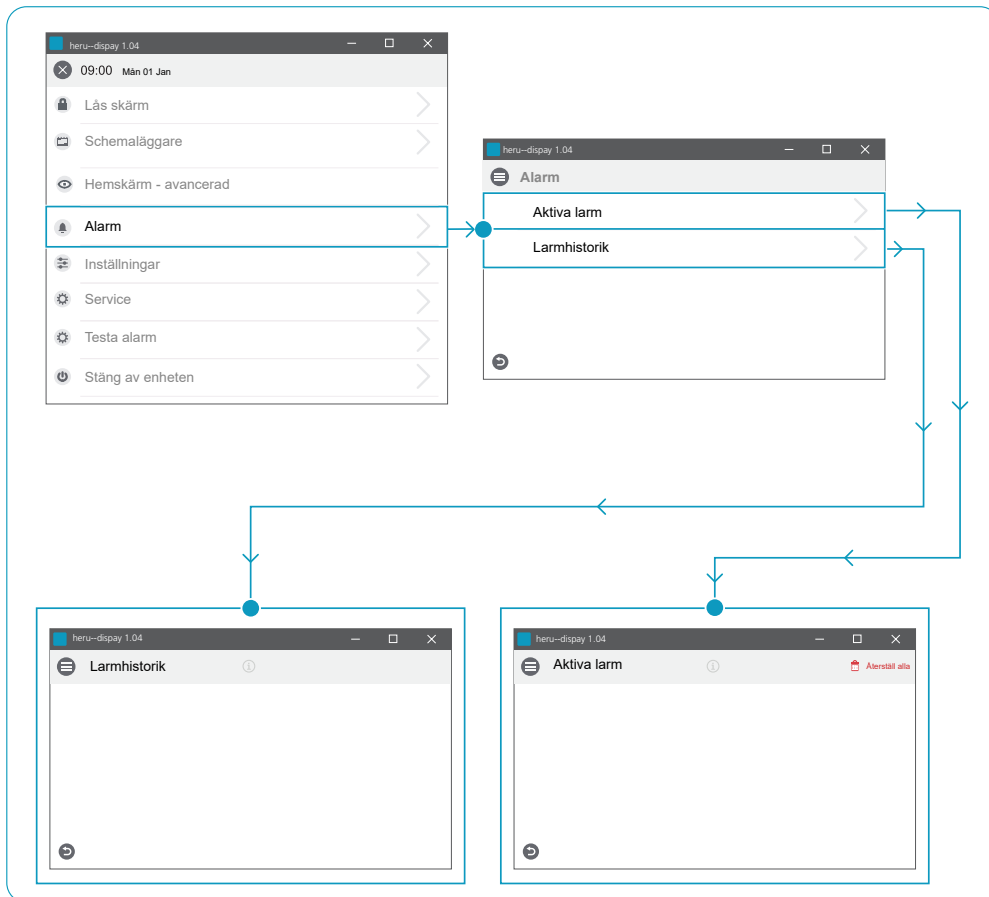 heru--dispay 1.04
09:00 Mån 01 Jan
Lås skärm
Schemaläggare
Hemskärm - avancerad
Alarm
Inställningar
Service
Testa alarm
Stäng av enheten
heru--dispay 1.04
Alarm
Aktiva larm
Larmhistorik
heru--dispay 1.04
Larmhistorik
heru--dispay 1.04
Aktiva larm
Återställ alla